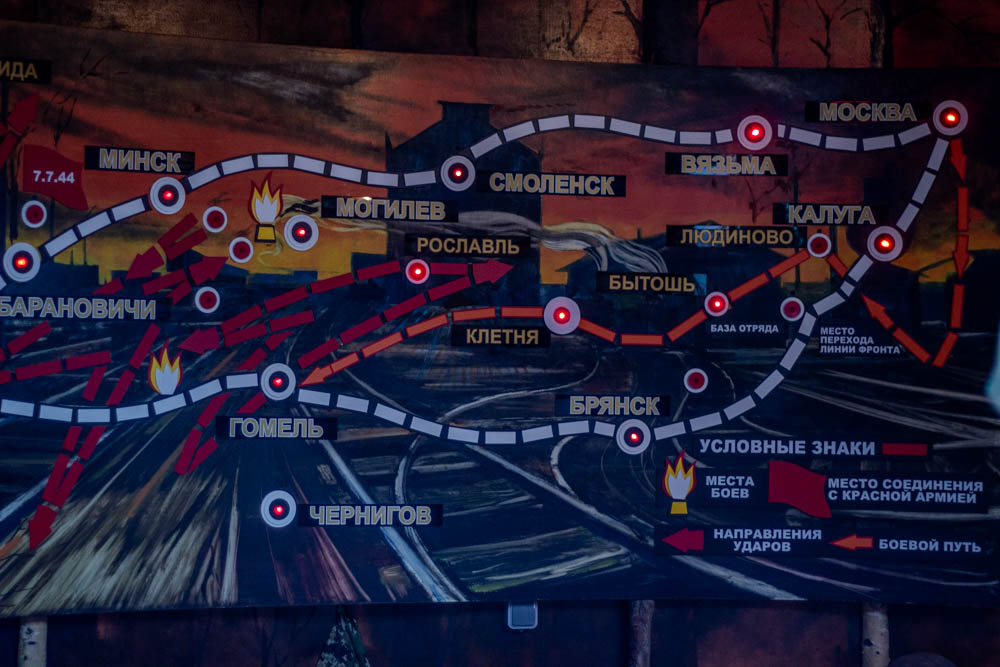 ИДА
МОСКВА
МИНСК
ВЯЗЬМА
7.7.44
СМОЛЕНСК
МОГИЛЕВ
КАЛУГА
РОСЛАВЛЬ
ЛЮДИНОВО
БЫТОШЬ
БАРАНОВИЧИ
КЛЕТНЯ
БАЗА ОТРЯДА
МЕСТО
ПЕРЕХОДА
ЛИНИИ ФРОНТА
БРЯНСК
ГОМЕЛЬ
УСЛОВНЫЕ ЗНАКИ
МЕСТА
БОЕВ
МЕСТО СОЕДИНЕНИЯ
С КРАСНОЙ АРМИЕЙ
ЧЕРНИГОВ
НАПРАВЛЕНИЯ
УДАРОВ
БОЕВОЙ ПУТЬ